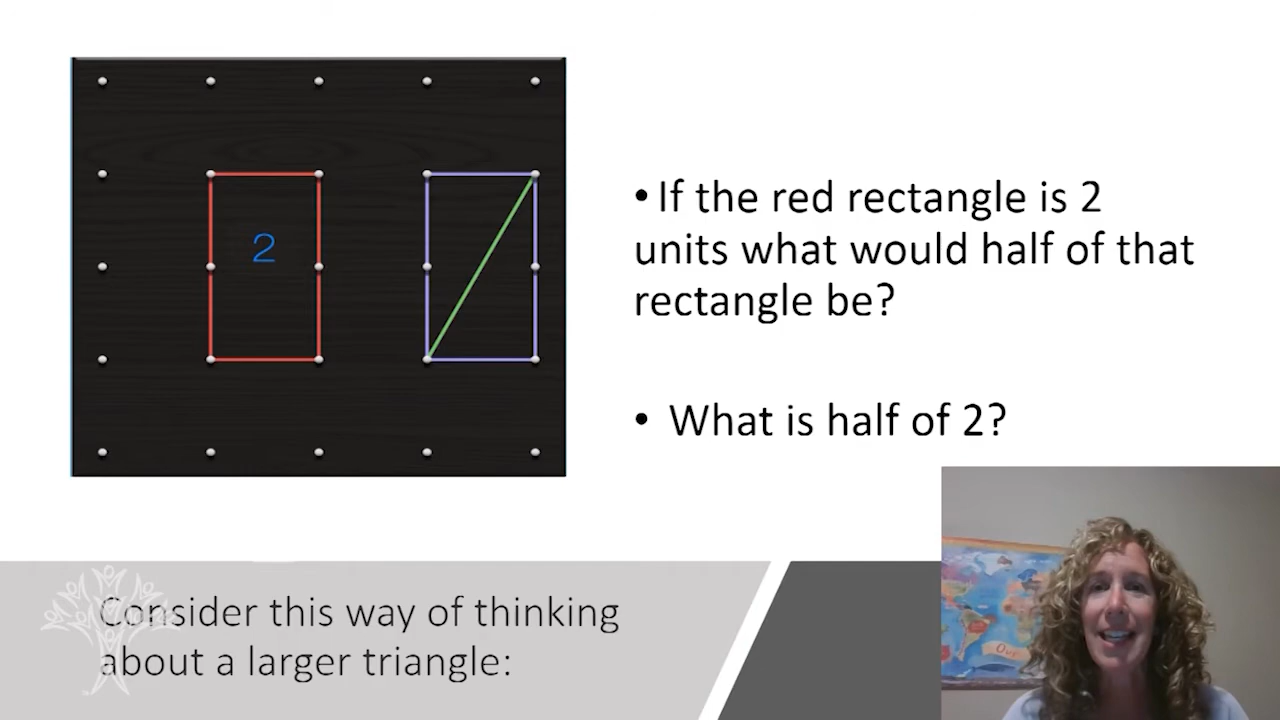 2
•If the red rectangle is 2
units what would half of that
rectangle be?
• What is half of 2?
Consider this way of thinking
about a larger triangle: